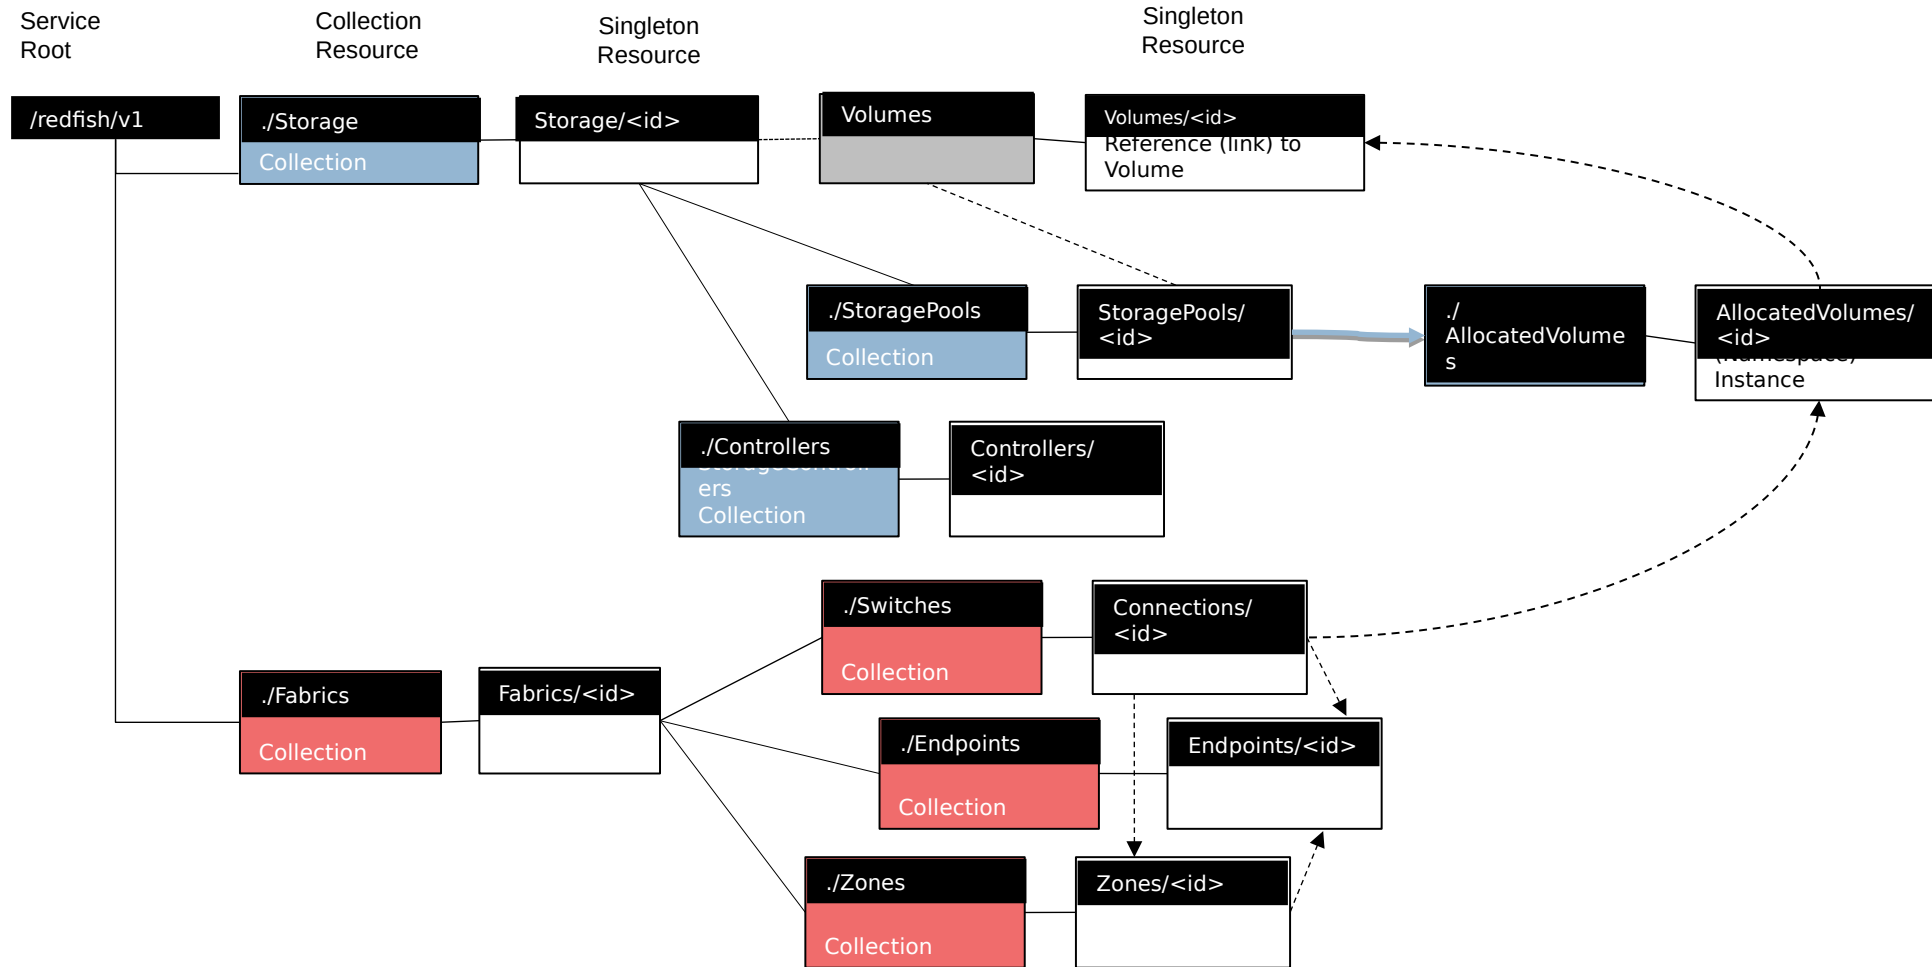 Service
Root
Collection
Resource
Singleton
Resource
Singleton
Resource
/redfish/v1
./Storage
Collection
Storage/<id>
Volumes
Volumes/<id>
Reference (link) to
Volume
./StoragePools
Collection
StoragePools/
<id>
./
AllocatedVolume
s
AllocatedVolumes/
<id>
(Namespace)
Instance
./Controllers
StorageControll
ers
Collection
Controllers/
<id>
./Switches
Collection
Connections/
<id>
./Fabrics
Collection
Fabrics/<id>
./Endpoints
Collection
Endpoints/<id>
./Zones
Collection
Zones/<id>